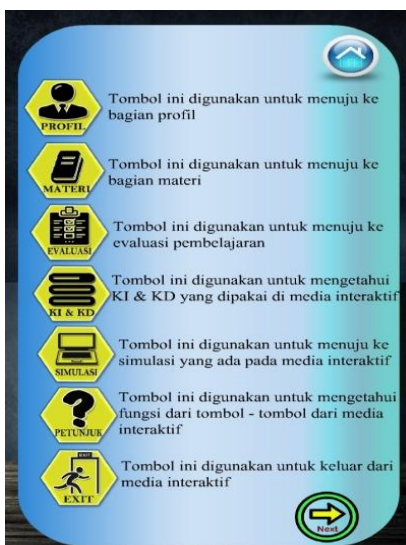 PROFIL
Tombol ini digunakan untuk menuju ke
bagian profil
MATERI
Tombol ini digunakan untuk menuju ke
bagian materi
EVALUASI
Tombol ini digunakan untuk menuju ke
evaluasi pembelajaran
KI & KD
Tombol ini digunakan untuk mengetahui
KI & KD yang dipakai di media interaktif
SIMULASI
Tombol ini digunakan untuk menuju ke
simulasi yang ada pada media interaktif
PETUNJUK
Tombol ini digunakan untuk mengetahui
fungsi dari tombol - tombol dari media
interaktif
EXIT
EXIT
Tombol ini digunakan untuk keluar dari
media interaktif
Next